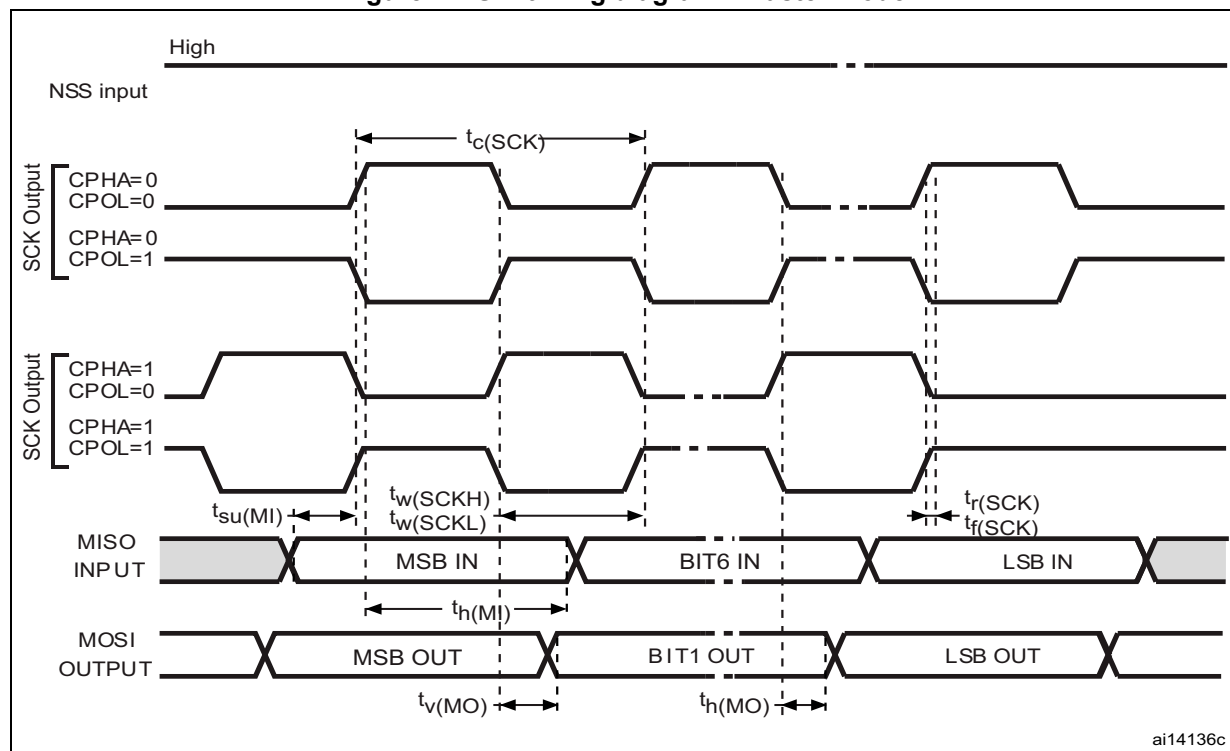 High
NSS input
tc(SCK)
SCK Output
CPHA=0
CPOL=0
CPHA=0
CPOL=1
SCK Output
CPHA=1
CPOL=0
CPHA=1
CPOL=1
tsu(MI)
tw(SCKH)
tw(SCKL)
tr(SCK)
tf(SCK)
MISO
INPUT
MSB IN
BIT6 IN
LSB IN
th(MI)
MOSI
OUTPUT
MSB OUT
BIT1 OUT
LSB OUT
tv(MO)
th(MO)
ai14136c